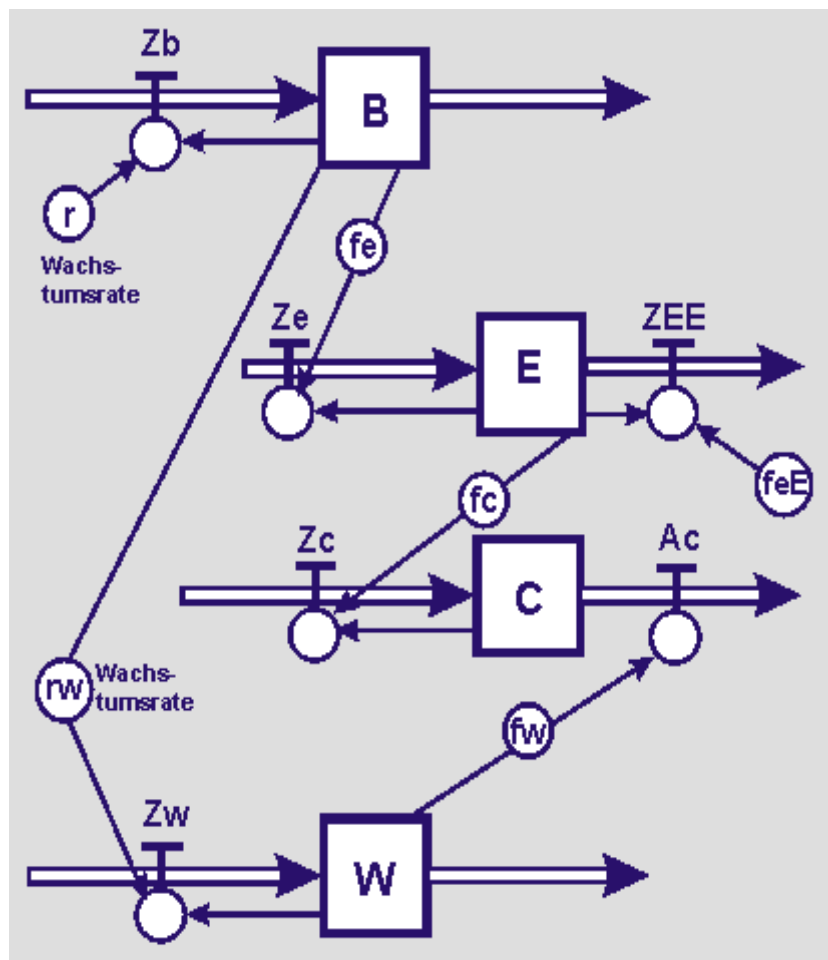 Zb
B
r
Wachs-
tumsrate
fe
Ze
ZEE
E
feE
fc
Zc
Ac
C
rw
Wachs-
tumsrate
fw
Zw
W